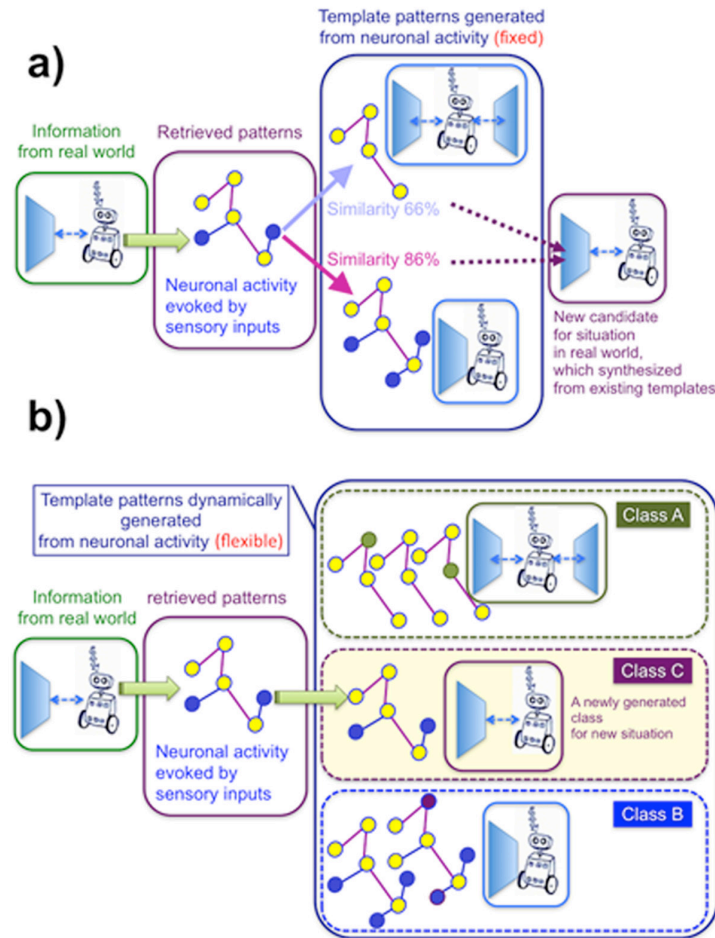 a)
Template patterns generated
from neuronal activity (fixed)
Information
from real world
Retrieved patterns
Similarity 66%
Similarity 86%
Neuronal activity
evoked by
sensory inputs
New candidate
for situation
in real world,
which synthesized
from existing templates
b)
Template patterns dynamically
generated
from neuronal activity (flexible)
Class A
Information
from real world
retrieved patterns
Class C
A newly generated
class
for new situation
Neuronal activity
evoked by
sensory inputs
Class B